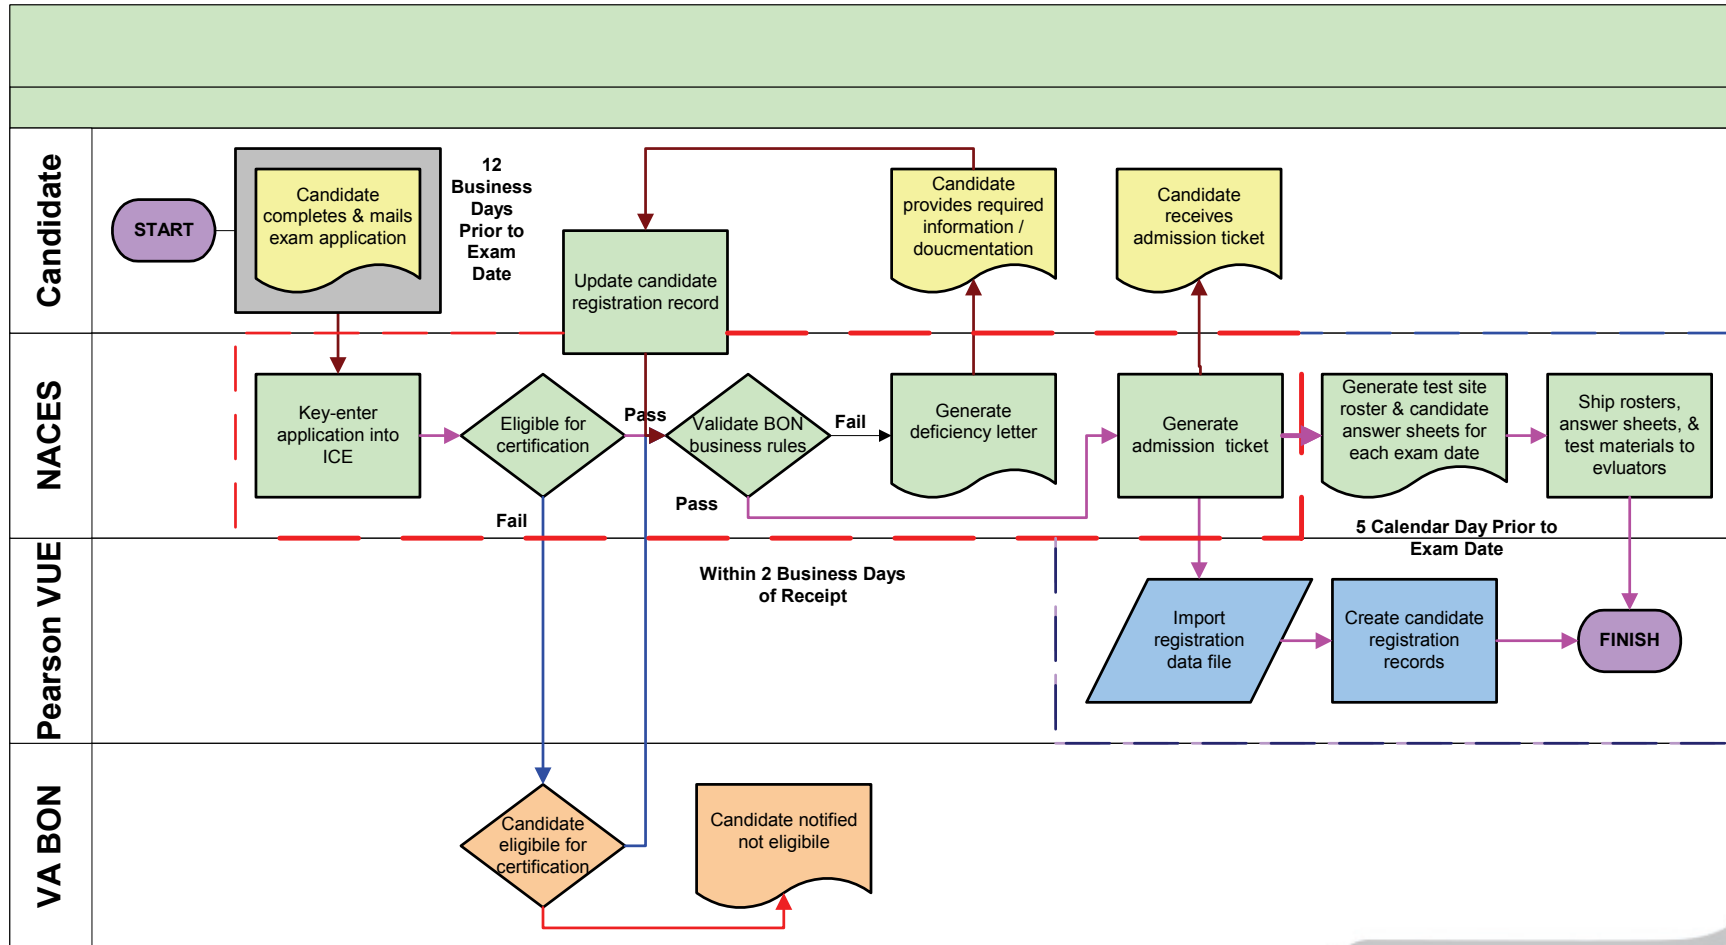 Candidate
START
Candidate
completes & mails
exam application
12
Business
Days
Prior to
Exam
Date
Update candidate
registration record
Candidate
provides required
information /
doucmentation
Candidate
receives
admission ticket
NACES
Key-enter
application into
ICE
Eligible for
certification
Pass
Validate BON
business rules
Fail
Generate
deficiency letter
Generate
admission ticket
Generate test site
roster & candidate
answer sheets for
each exam date
Ship rosters,
answer sheets, &
test materials to
evluators
Fail
Pass
5 Calendar Day Prior to
Exam Date
Pearson VUE
Within 2 Business Days
of Receipt
Import
registration
data file
Create candidate
registration
records
FINISH
VA BON
Candidate
eligibile for
certification
Candidate notified
not eligibile